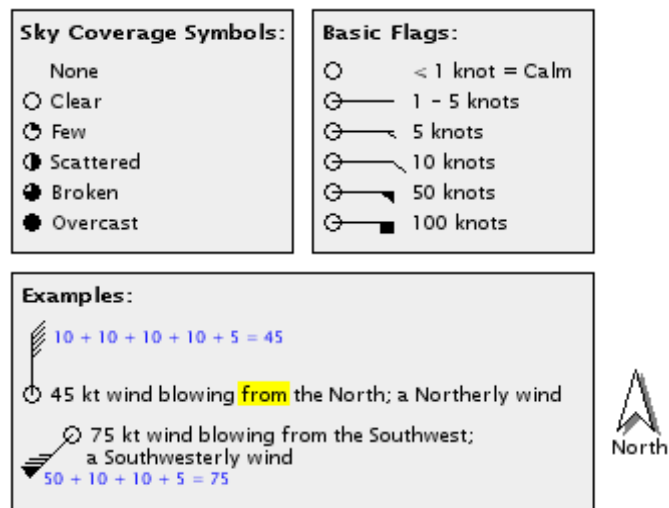 Sky Coverage Symbols:
None
Clear
Few
Scattered
Broken
Overcast
Basic Flags:
< 1 knot = Calm
1 - 5 knots
5 knots
10 knots
50 knots
100 knots
Examples:
10 + 10 + 10 + 10 + 5 = 45
45 kt wind blowing from the North; a Northerly wind
75 kt wind blowing from the Southwest;
a Southwesterly wind
50 + 10 + 10 + 5 = 75
North